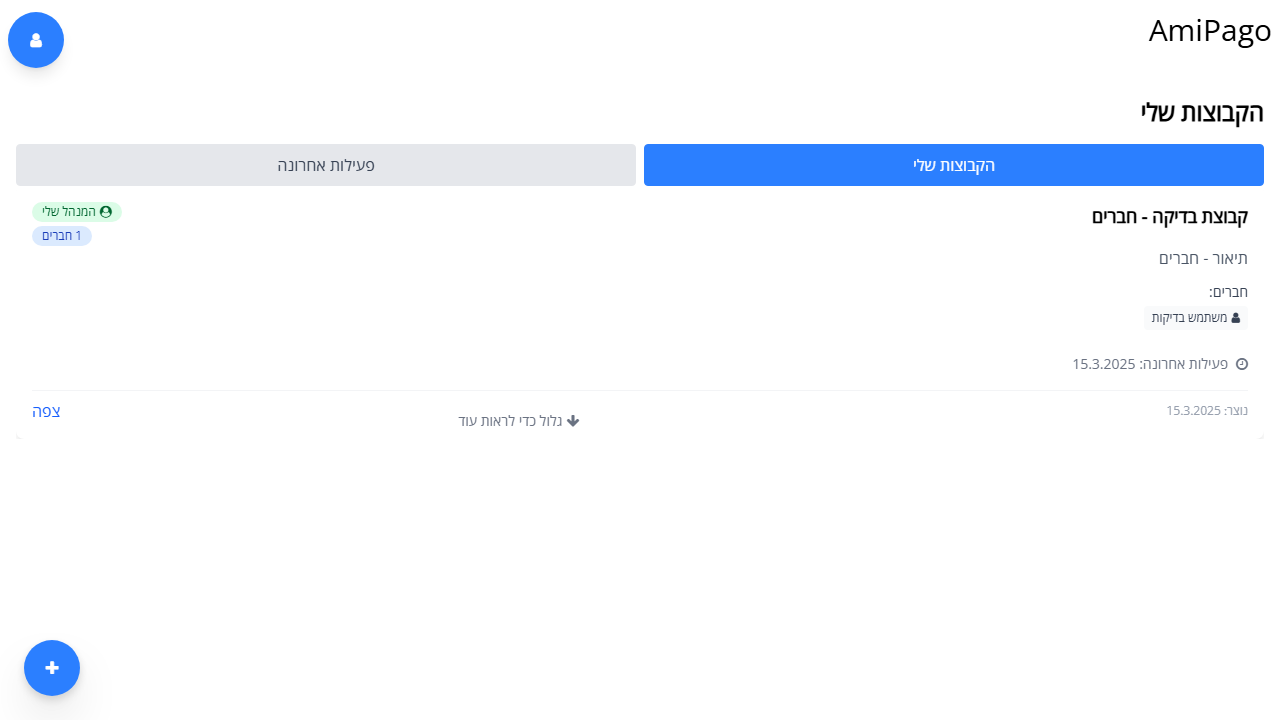 AmiPago
הקבוצות שלי
הקבוצות שלי
פעילות אחרונה
קבוצת בדיקה - חברים
המנהל שלי
1 חברים
תיאור - חברים
חברים:
משתמש בדיקות
פעילות אחרונה: 15.3.2025
נוצר: 15.3.2025
גלול כדי לראות עוד
צפה